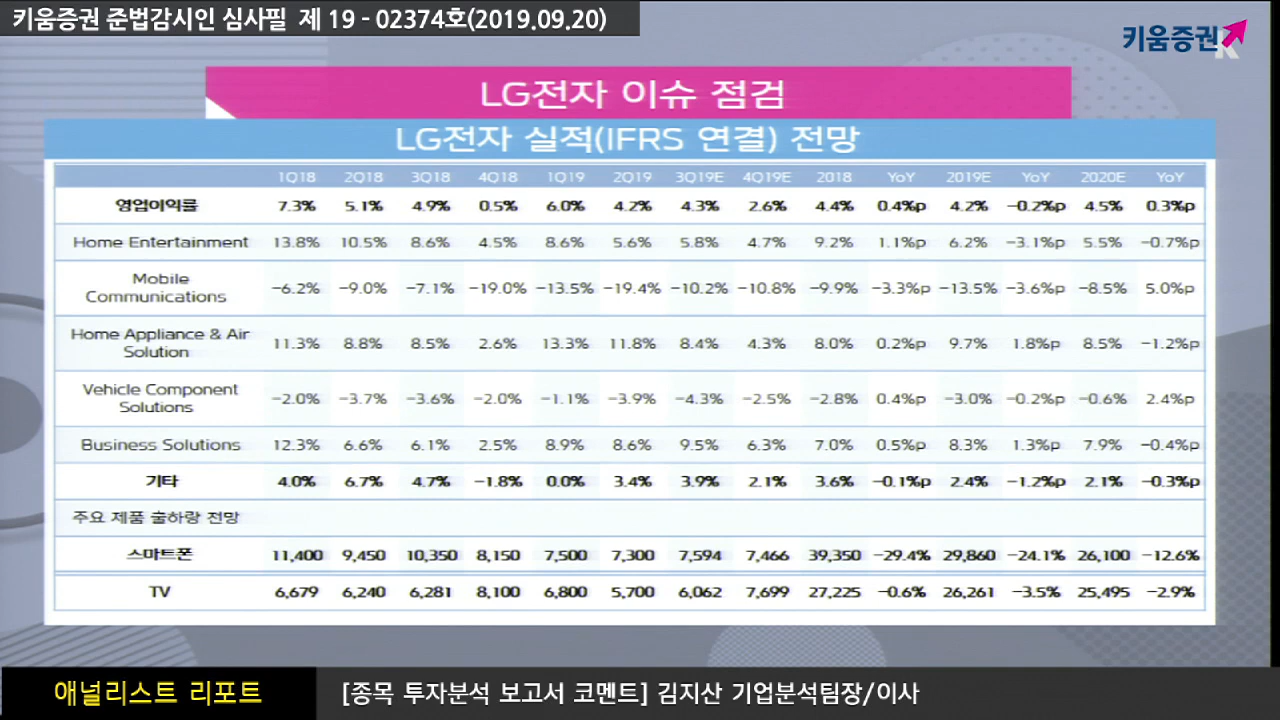 키움증권 준법감시인 심사필 제 19 - 02374호(2019.09.20)
키움증권
LG전자 이슈 점검
LG전자 실적(IFRS 연결) 전망
1Q18 2Q18 3Q18 4Q18 1Q19 2Q19 3Q19E 4Q19E 2018 YoY 2019E YoY 2020E YoY
영업이익률 7.3% 5.1% 4.9% 0.5% 6.0% 4.2% 4.3% 2.6% 4.4% 0.4%p 4.2% -0.2%p 4.5% 0.3%p
Home Entertainment 13.8% 10.5% 8.6% 4.5% 8.6% 5.6% 5.8% 4.7% 9.2% 1.1%p 6.2% -3.1%p 5.5% -0.7%p
Mobile
Communications -6.2% -9.0% -7.1% -19.0% -13.5% -19.4% -10.2% -10.8% -9.9% -3.3%p -13.5% -3.6%p -8.5% 5.0%p
Home Appliance & Air
Solution 11.3% 8.8% 8.5% 2.6% 13.3% 11.8% 8.4% 4.3% 8.0% 0.2%p 9.7% 1.8%p 8.5% -1.2%p
Vehicle Component
Solutions -2.0% -3.7% -3.6% -2.0% -1.1% -3.9% -4.3% -2.5% -2.8% 0.4%p -3.0% -0.2%p -0.6% 2.4%p
Business Solutions 12.3% 6.6% 6.1% 2.5% 8.9% 8.6% 9.5% 6.3% 7.0% 0.5%p 8.3% 1.3%p 7.9% -0.4%p
기타 4.0% 6.7% 4.7% -1.8% 0.0% 3.4% 3.9% 2.1% 3.6% -0.1%p 2.4% -1.2%p 2.1% -0.3%p
주요 제품 출하량 전망
스마트폰 11,400 9,450 10,350 8,150 7,500 7,300 7,594 7,466 39,350 -29.4% 29,860 -24.1% 26,100 -12.6%
TV 6,679 6,240 6,281 8,100 6,800 5,700 6,062 7,699 27,225 -0.6% 26,261 -3.5% 25,495 -2.9%
애널리스트 리포트
[종목 투자분석 보고서 코멘트] 김지산 기업분석팀장/이사